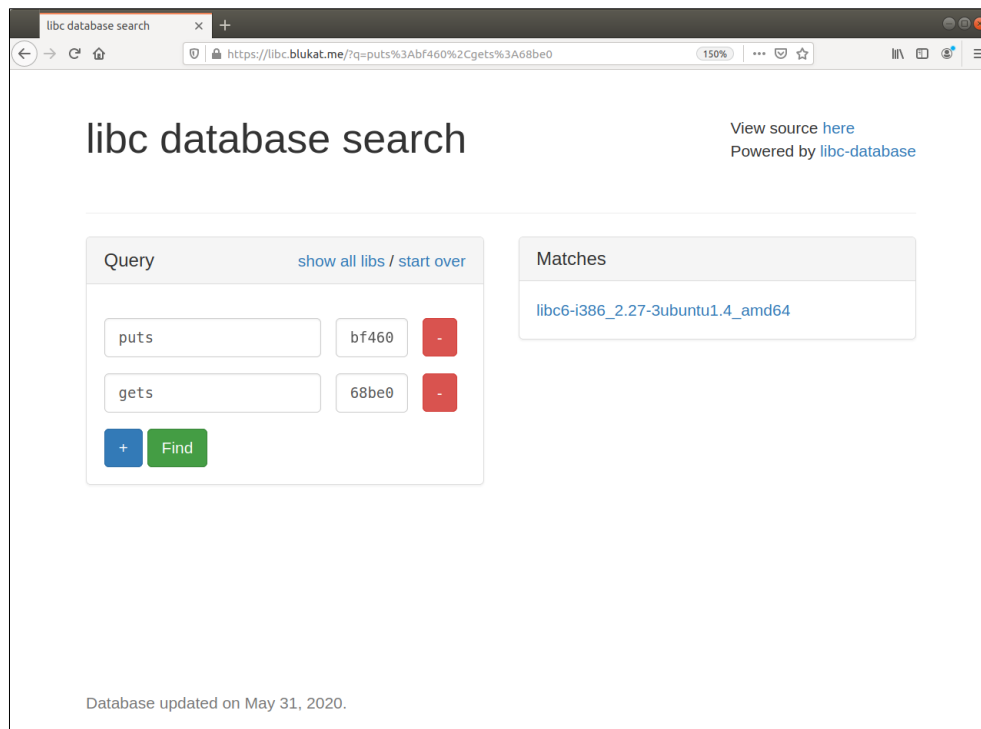 libc database search
https://libc.blukat.me/?q=puts%3Abf460%2Cgets%3A68be0
150%
libc database search
View source here
Powered by libc-database
Query
show all libs / start over
puts
bf460
-
gets
68be0
-
+
Find
Matches
libc6-i386_2.27-3ubuntu1.4_amd64
Database updated on May 31, 2020.